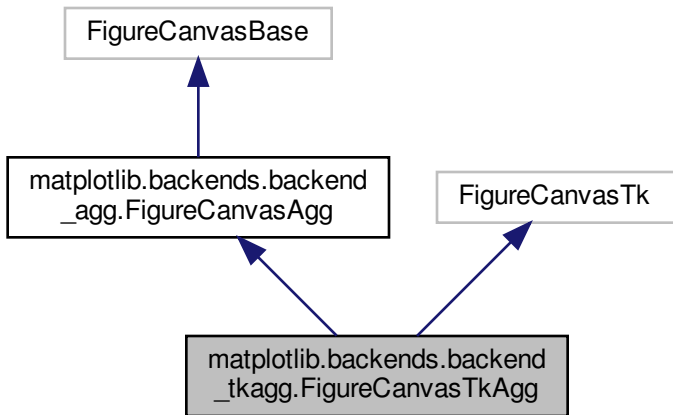 FigureCanvasBase
matplotlib.backends.backend
_agg.FigureCanvasAgg
FigureCanvasTk
matplotlib.backends.backend
_tkagg.FigureCanvasTkAgg